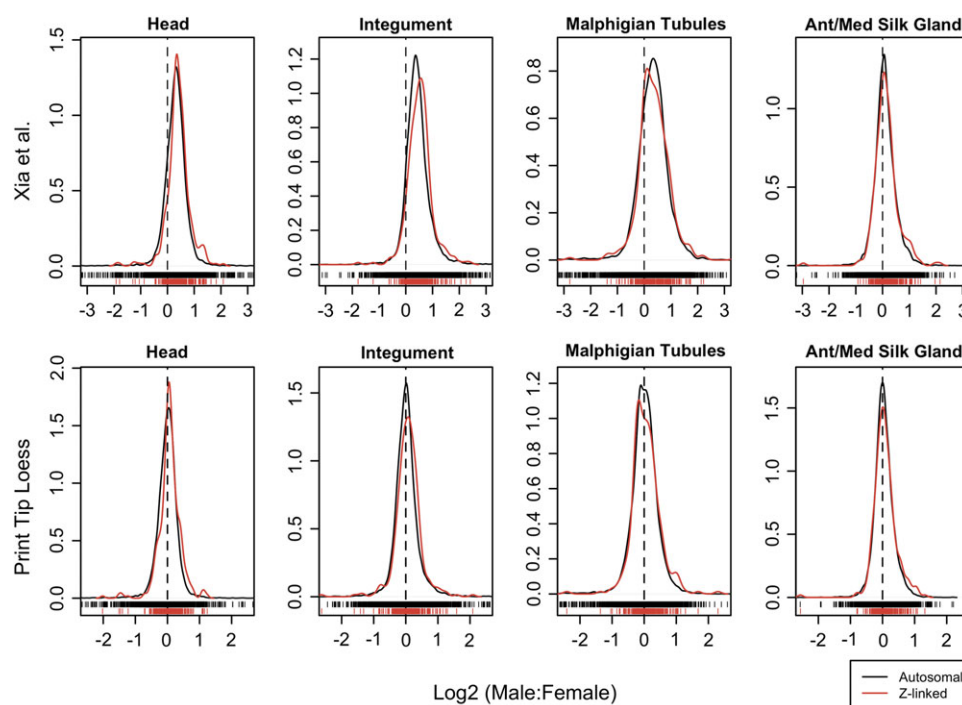 Head Integument Malphigian Tubules Ant/Med Silk Gland
Xia et al.
0.0 0.5 1.0 1.5
0.0 0.2 0.4 0.6 0.8 1.0 1.2
0.0 0.2 0.4 0.6 0.8
0.0 0.5 1.0
-3 -2 -1 0 1 2 3
-3 -2 -1 0 1 2 3
-3 -2 -1 0 1 2 3
-3 -2 -1 0 1 2 3
Head Integument Malphigian Tubules Ant/Med Silk Gland
Print Tip Loess
0.0 0.5 1.0 1.5 2.0
0.0 0.5 1.0 1.5
0.0 0.2 0.4 0.6 0.8 1.0 1.2
0.0 0.5 1.0 1.5
-2 -1 0 1 2
-2 -1 0 1 2
-2 -1 0 1 2
-2 -1 0 1 2
Log2 (Male:Female)
Autosomal
Z-linked